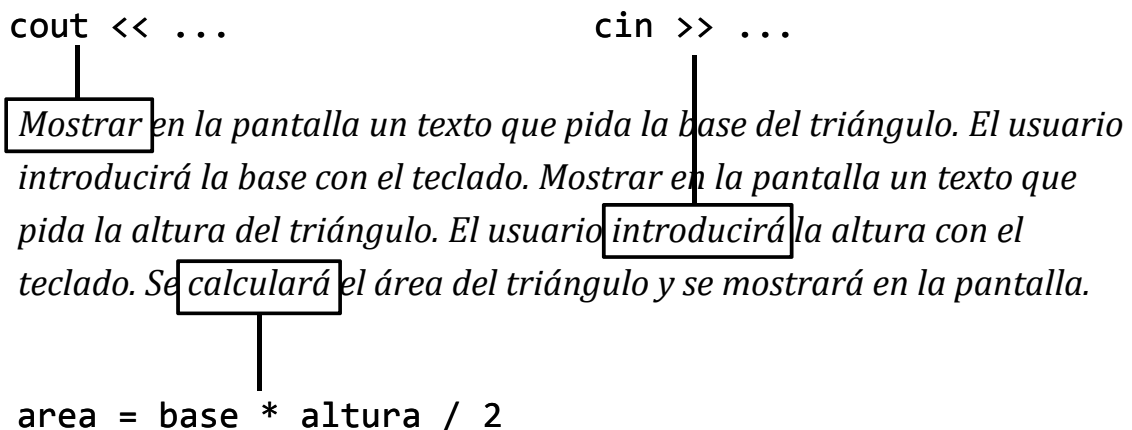 cout << ... cin >> ...
Mostrar en la pantalla un texto que pida la base del triángulo. El usuario
introducirá la base con el teclado. Mostrar en la pantalla un texto que
pida la altura del triángulo. El usuario introducirá la altura con el
teclado. Se calculará el área del triángulo y se mostrará en la pantalla.
area = base * altura / 2